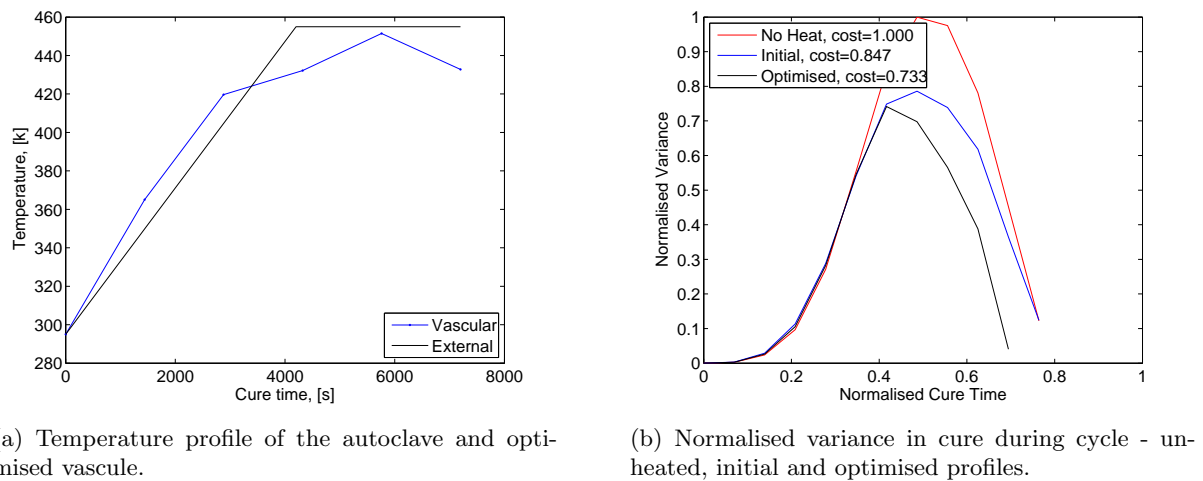 460
440
420
400
380
360
340
320
300
280
0
2000
4000
6000
8000
Temperature, [k]
Cure time, [s]
Vascular
External
1
0.9
0.8
0.7
0.6
0.5
0.4
0.3
0.2
0.1
0
0
0.2
0.4
0.6
0.8
1
Normalised Variance
Normalised Cure Time
No Heat, cost=1.000
Initial, cost=0.847
Optimised, cost=0.733
(a) Temperature profile of the autoclave and opti-
mised vascule.
(b) Normalised variance in cure during cycle - un-
heated, initial and optimised profiles.